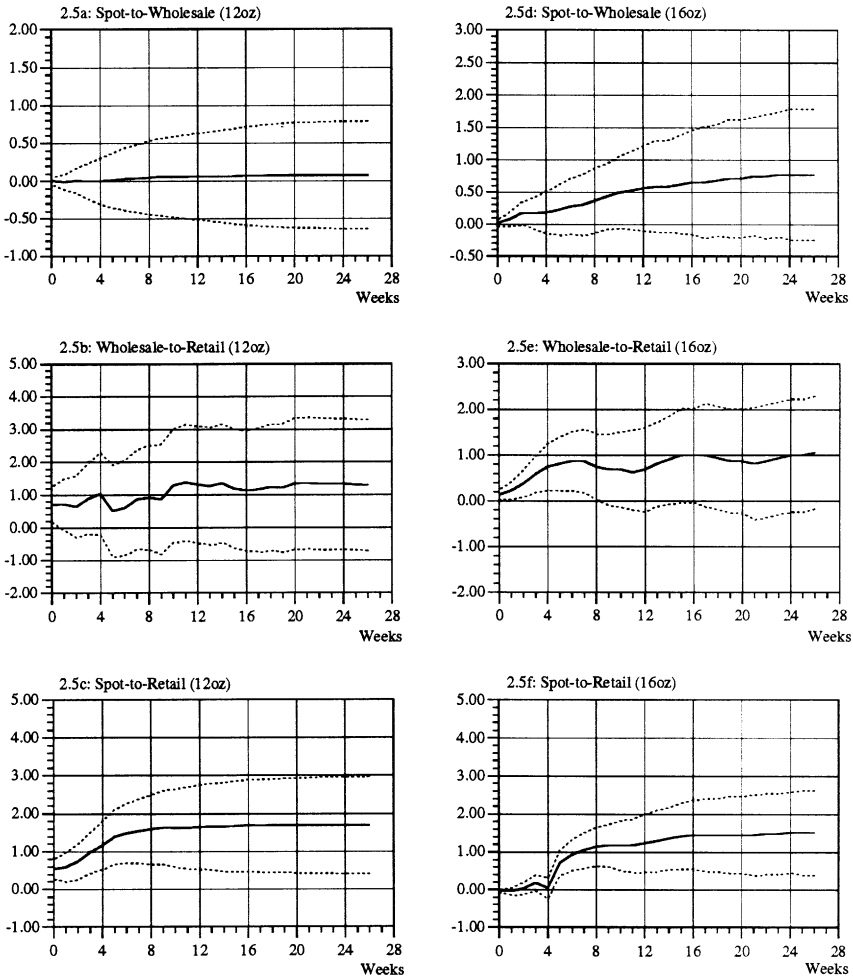 2.5a: Spot-to-Wholesale (12oz)
2.00
1.50
1.00
0.50
0.00
-0.50
-1.00
0 4 8 12 16 20 24 28
Weeks
2.5d: Spot-to-Wholesale (16oz)
3.00
2.50
2.00
1.50
1.00
0.50
0.00
-0.50
0 4 8 12 16 20 24 28
Weeks
2.5b: Wholesale-to-Retail (12oz)
5.00
4.00
3.00
2.00
1.00
0.00
-1.00
-2.00
0 4 8 12 16 20 24 28
Weeks
2.5e: Wholesale-to-Retail (16oz)
3.00
2.00
1.00
0.00
-1.00
-2.00
0 4 8 12 16 20 24 28
Weeks
2.5c: Spot-to-Retail (12oz)
5.00
4.00
3.00
2.00
1.00
0.00
-1.00
0 4 8 12 16 20 24 28
Weeks
2.5f: Spot-to-Retail (16oz)
5.00
4.00
3.00
2.00
1.00
0.00
-1.00
0 4 8 12 16 20 24 28
Weeks